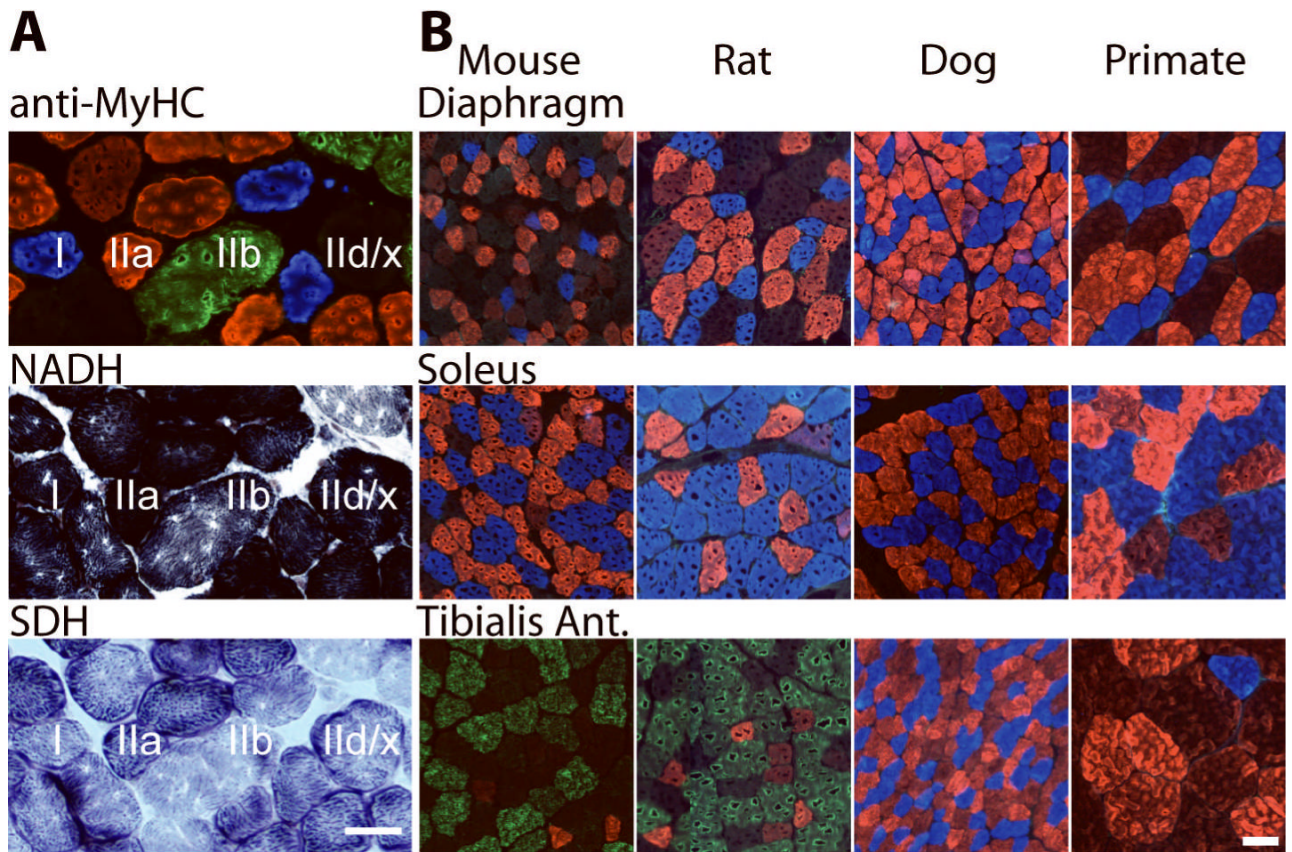 A
B
Mouse Rat Dog Primate
anti-MyHC Diaphragm
I IIa IIb IId/x
NADH Soleus
I IIa IIb IId/x
SDH Tibialis Ant.
I IIa IIb IId/x